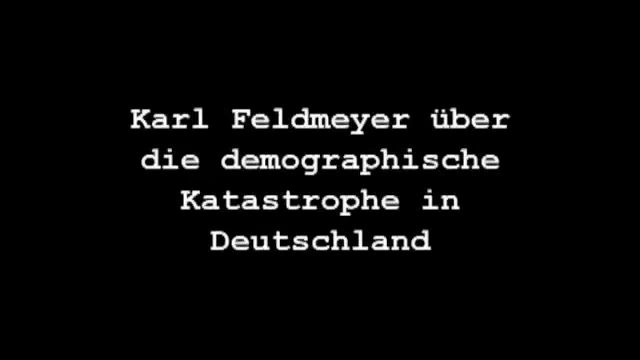 Karl Feldmeyer über
die demographische
Katastrophe in
Deutschland